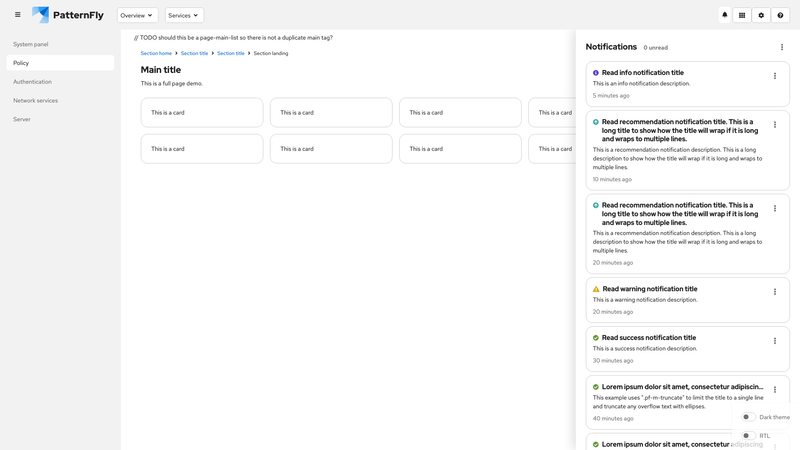 PatternFly
Overview
Services
System panel
Policy
Authentication
Network services
Server
// TODO should this be a page-main-list so there is not a duplicate main tag?
Section home > Section title > Section title > Section landing
Main title
This is a full page demo.
This is a card
This is a card
This is a card
This is a card
This is a card
This is a card
This is a card
This is a card
Notifications 0 unread
Read info notification title
This is an info notification description.
5 minutes ago
Read recommendation notification title. This is a
long title to show how the title will wrap if it is long
and wraps to multiple lines.
This is a recommendation notification description. This is a long
description to show how the title will wrap if it is long and wraps to
multiple lines.
10 minutes ago
Read recommendation notification title. This is a
long title to show how the title will wrap if it is long
and wraps to multiple lines.
This is a recommendation notification description. This is a long
description to show how the title will wrap if it is long and wraps to
multiple lines.
20 minutes ago
Read warning notification title
This is a warning notification description.
20 minutes ago
Read success notification title
This is a success notification description.
30 minutes ago
Lorem ipsum dolor sit amet, consectetur adipiscin...
This example uses ".pf-m-truncate" to limit the title to a single line
and truncate any overflow text with ellipses.
40 minutes ago
Dark theme
RTL
Lorem ipsum dolor sit amet, consectetur adipiscing